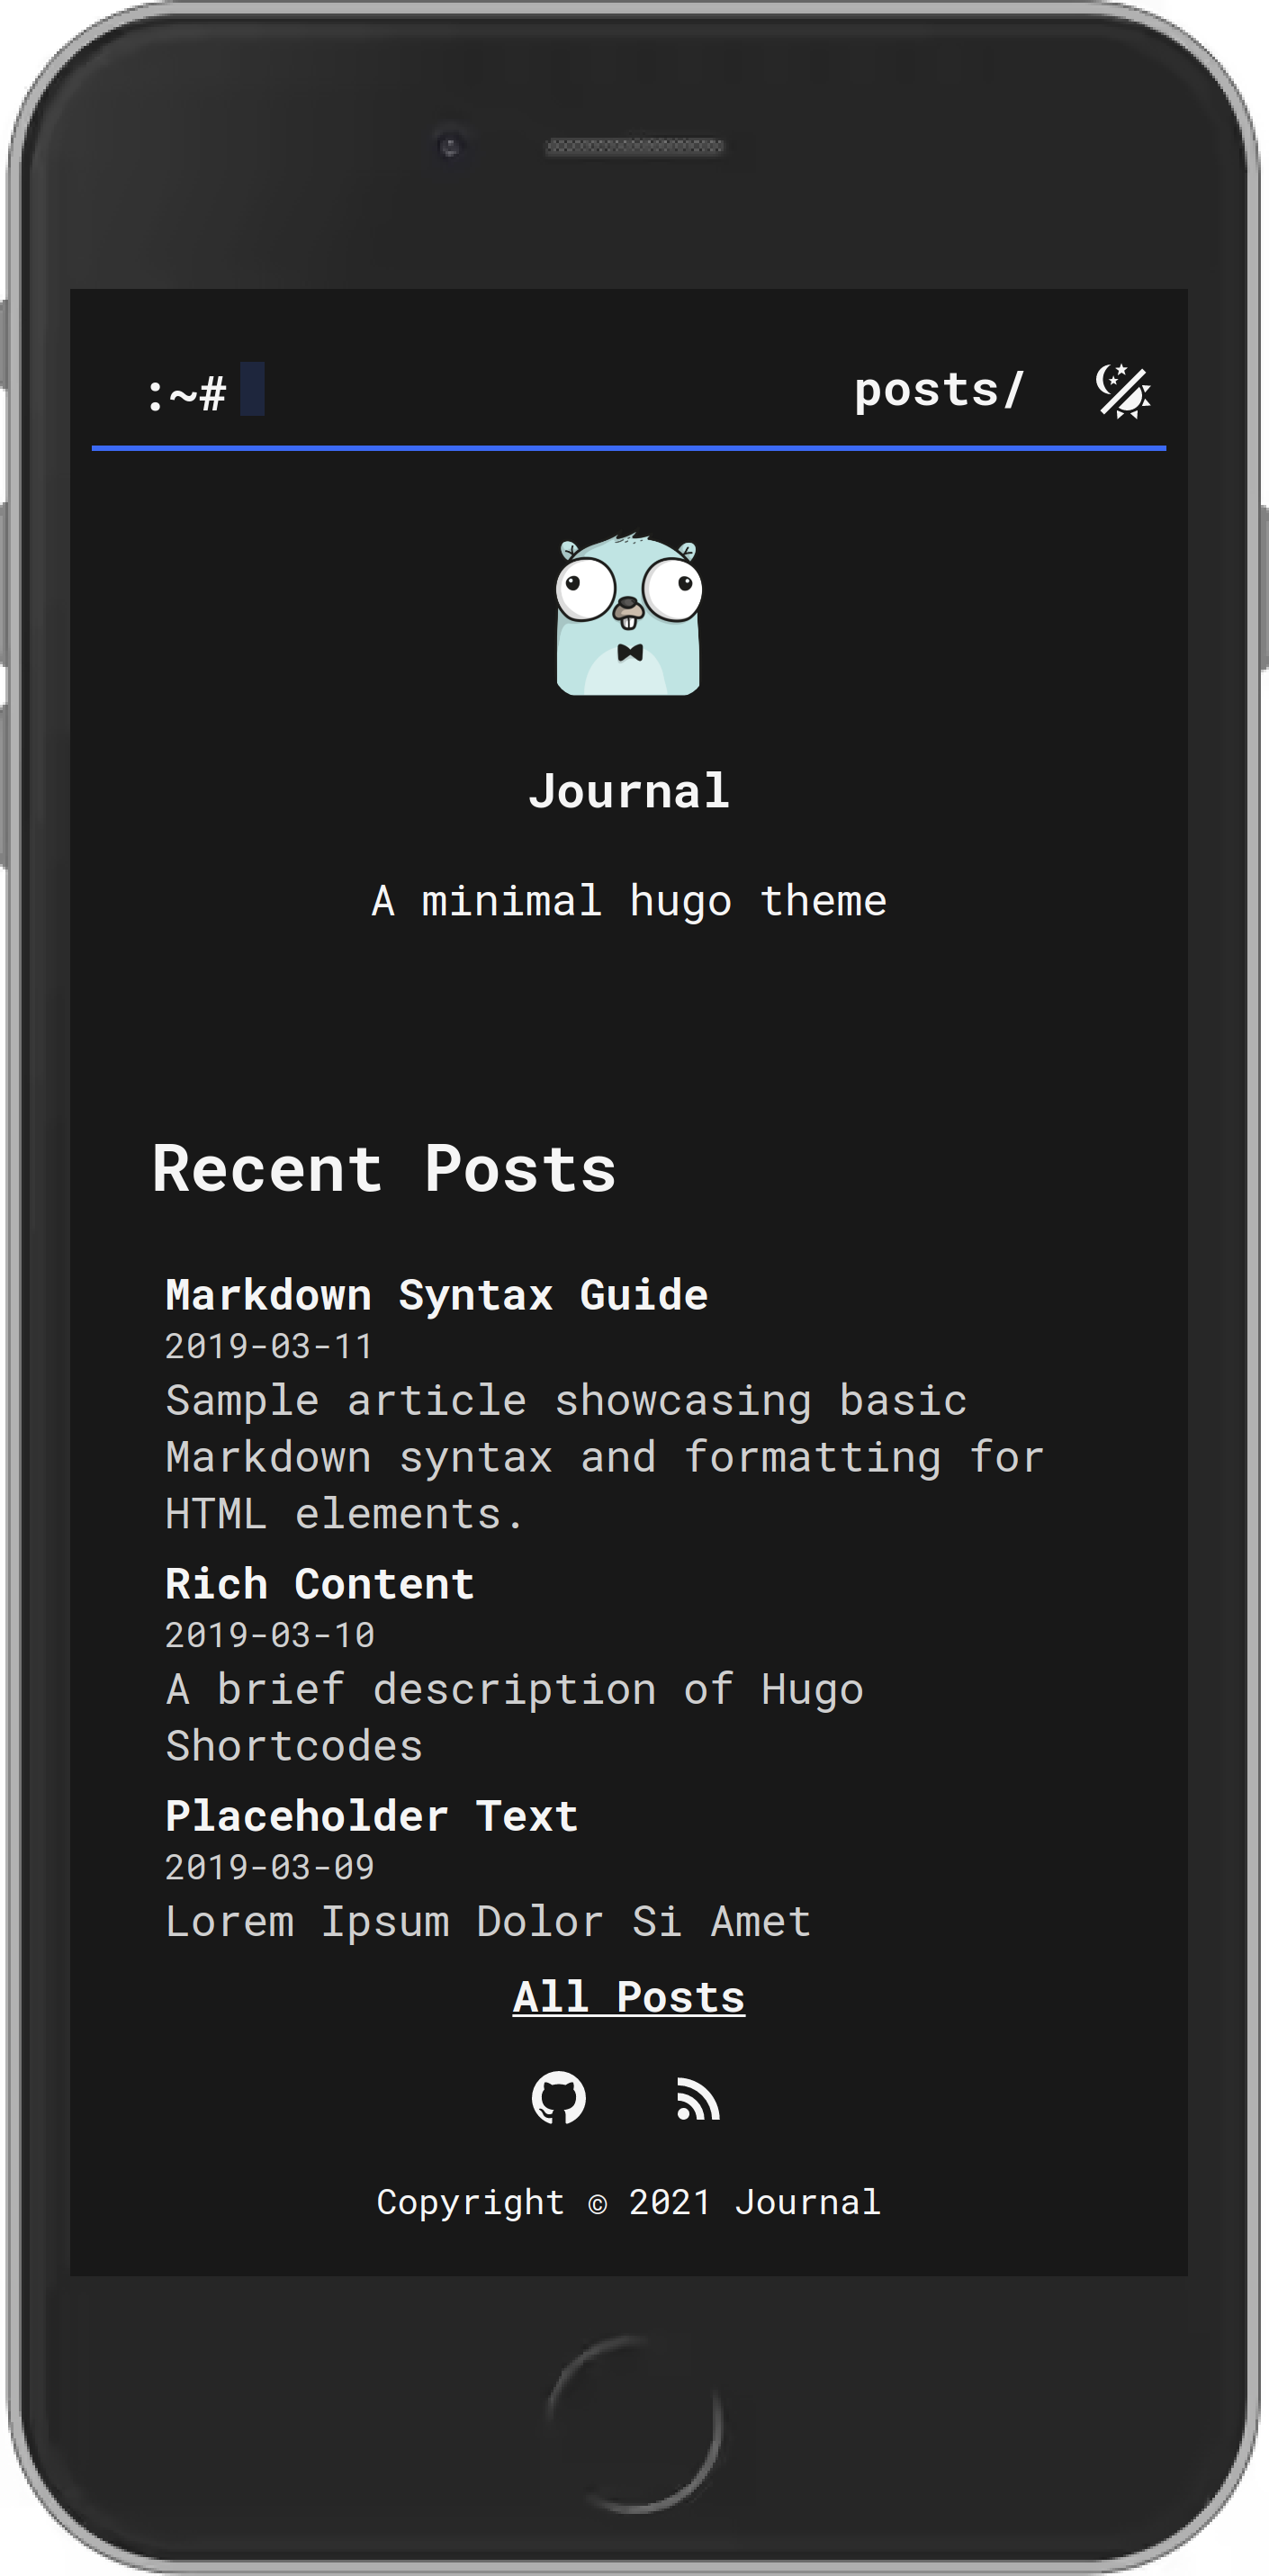 :~#
posts/
Journal
A minimal hugo theme
Recent Posts
Markdown Syntax Guide
2019-03-11
Sample article showcasing basic
Markdown syntax and formatting for
HTML elements.
Rich Content
2019-03-10
A brief description of Hugo
Shortcodes
Placeholder Text
2019-03-09
Lorem Ipsum Dolor Si Amet
All Posts
Copyright © 2021 Journal